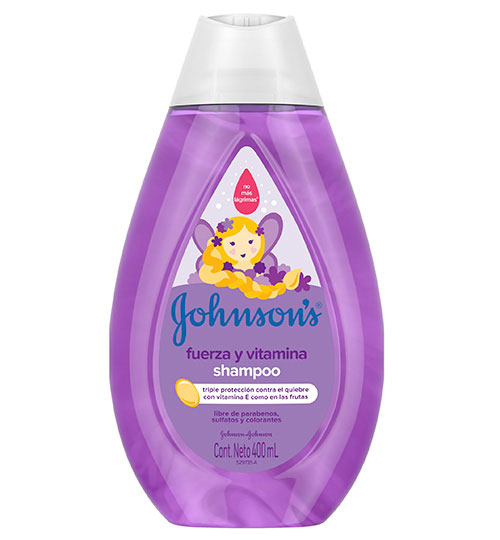 no
más
lágrimas*
Johnson's®
fuerza y vitamina
shampoo
triple protección contra el quiebre
con vitamina E como en las frutas
libre de parabenos,
sulfatos y colorantes
Johnson+Johnson
Cont. Neto 400 mL
529735-A